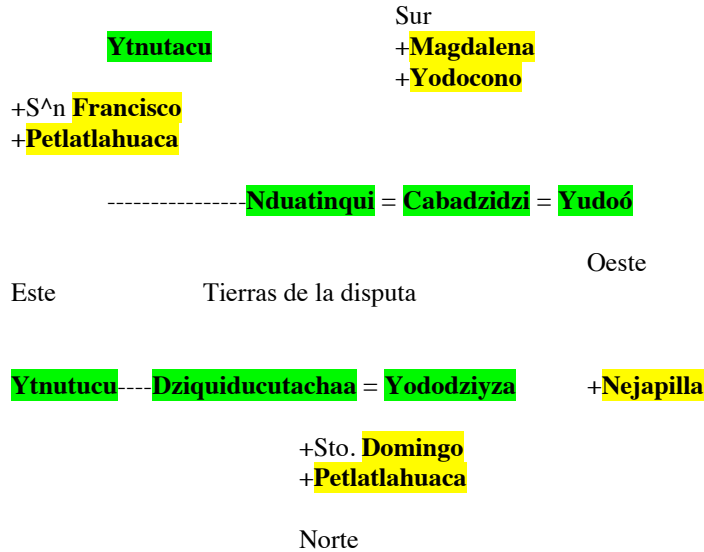 Sur
Ytnutacu +Magdalena
+Yodocono
+S^n Francisco
+Petlatlahuaca
----------------Nduatinqui = Cabadzidzi = Yudoó
Oeste
Este Tierras de la disputa
Ytnutucu----Dziquiducutachaa = Yododziyza +Nejapilla
+Sto. Domingo
+Petlatlahuaca
Norte